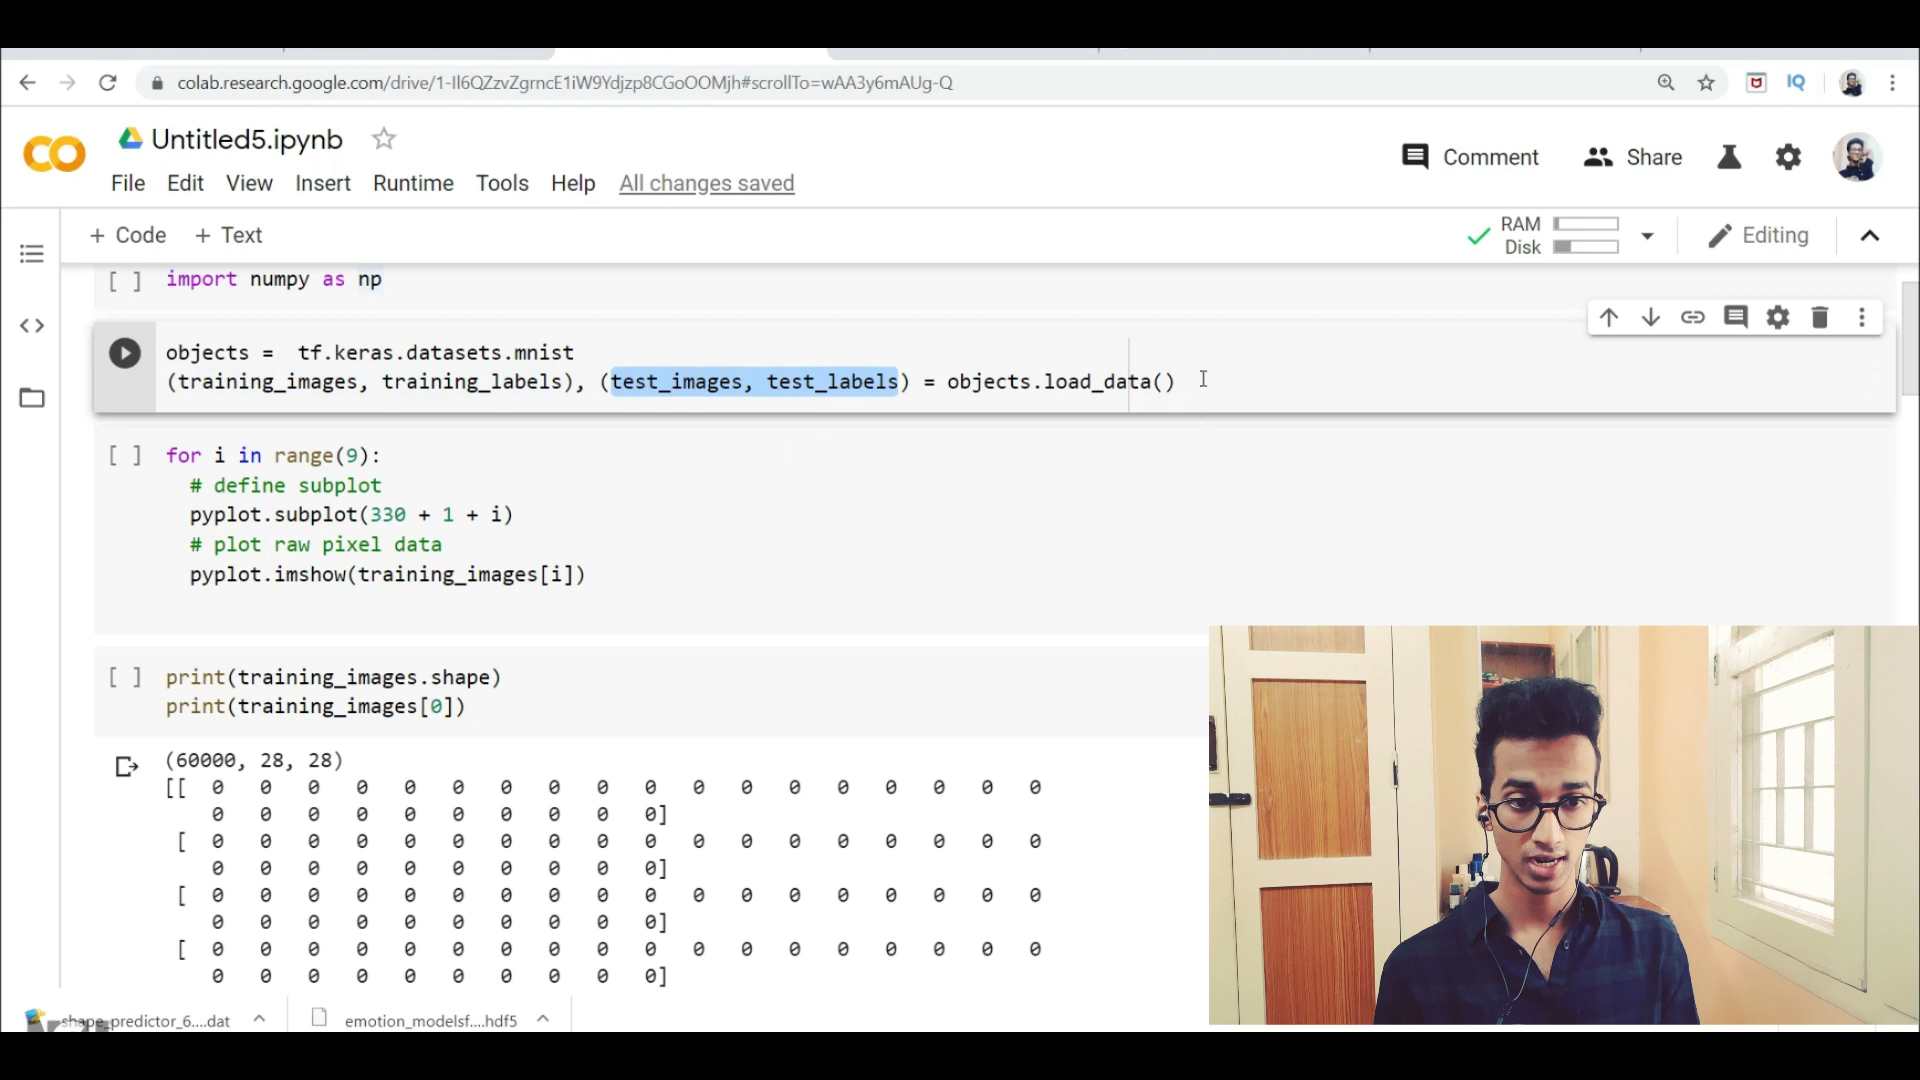 colab.research.google.com/drive/1-Il6QZzvZgrncE1iW9Ydjzp8CGoOOMjh#scrollTo=wAA3y6mAUg-Q
IQ
Untitled5.ipynb
Comment
Share
File Edit View Insert Runtime Tools Help All changes saved
+ Code + Text
RAM
Disk
Editing
[ ] import numpy as np
objects =  tf.keras.datasets.mnist
(training_images, training_labels), (test_images, test_labels) = objects.load_data()
[ ] for i in range(9):
# define subplot
pyplot.subplot(330 + 1 + i)
# plot raw pixel data
pyplot.imshow(training_images[i])
[ ] print(training_images.shape)
print(training_images[0])
(60000, 28, 28)
[[ 0 0 0 0 0 0 0 0 0 0 0 0 0 0 0 0 0 0
0 0 0 0 0 0 0 0 0 0]
[ 0 0 0 0 0 0 0 0 0 0 0 0 0 0 0 0 0 0
0 0 0 0 0 0 0 0 0 0]
[ 0 0 0 0 0 0 0 0 0 0 0 0 0 0 0 0 0 0
0 0 0 0 0 0 0 0 0 0]
[ 0 0 0 0 0 0 0 0 0 0 0 0 0 0 0 0 0 0
0 0 0 0 0 0 0 0 0 0]
shape_predictor_6....dat
emotion_modelsf....hdf5